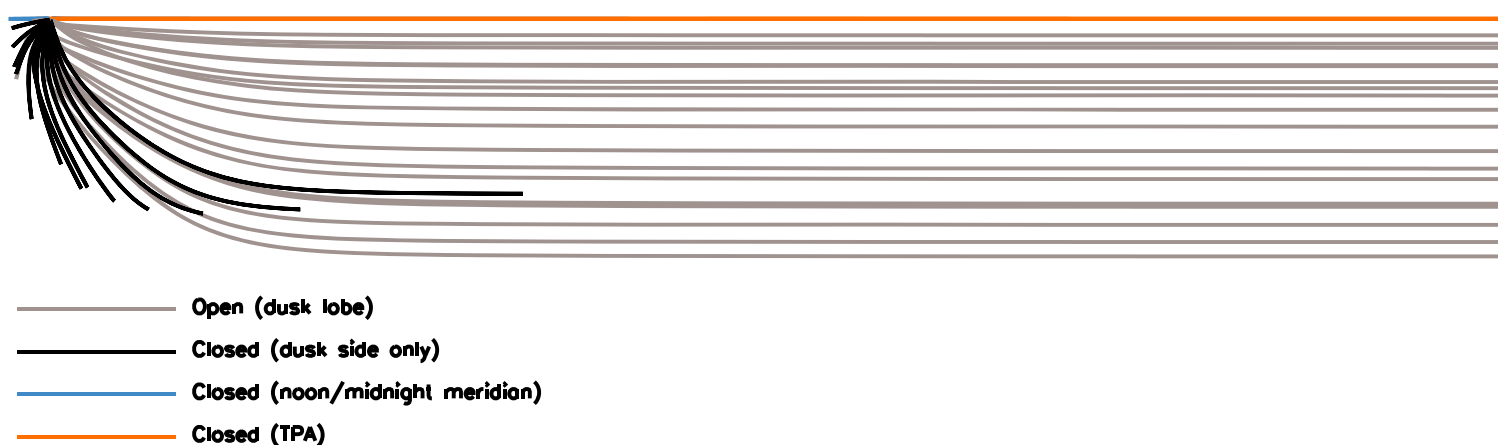 Open (dusk lobe)
Closed (dusk side only)
Closed (noon/midnight meridian)
Closed (TPA)